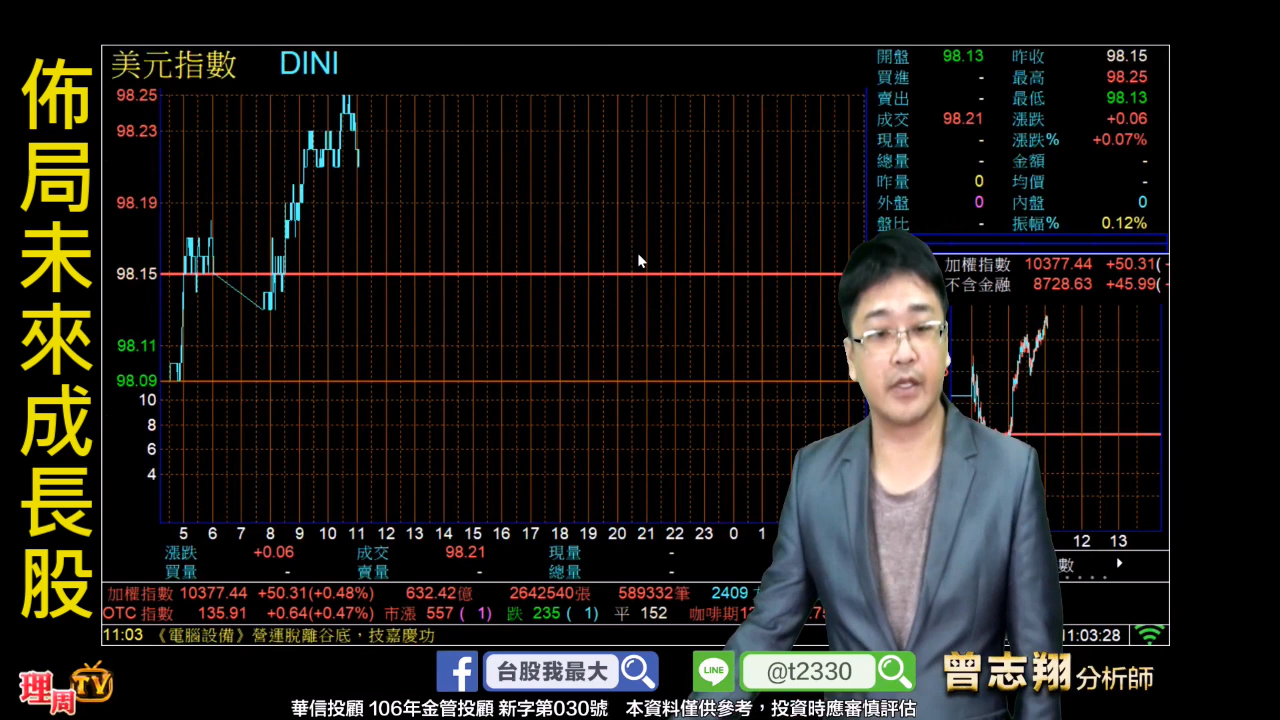 佈局未來成長股
美元指數 DINI
98.25
98.23
98.19
98.15
98.11
98.09
10
8
6
4
5 6 7 8 9 10 11 12 13 14 15 16 17 18 19 20 21 22 23 0 1
開盤 98.13 昨收 98.15
買進 - 最高 98.25
賣出 - 最低 98.13
成交 98.21 漲跌 +0.06
現量 - 漲跌% +0.07%
總量 - 金額 -
昨量 0 均價 -
外盤 0 內盤 0
盤比 - 振幅% 0.12%
加權指數 10377.44 +50.31(
不含金融 8728.63 +45.99(
12 13
數
漲跌 +0.06 成交 98.21 現量 -
買量 - 賣量 - 總量 -
加權指數 10377.44 +50.31(+0.48%) 632.42億 2642540張 589332筆 2409
OTC指數 135.91 +0.64(+0.47%) 市漲 557 ( 1) 跌 235 ( 1) 平 152 咖啡期
11:03 《電腦設備》營運脫離谷底，技嘉慶功
11:03:28
理周TV
台股我最大
LINE
@t2330
曾志翔分析師
華信投顧 106年金管投顧 新字第030號 本資料僅供參考，投資時應審慎評估